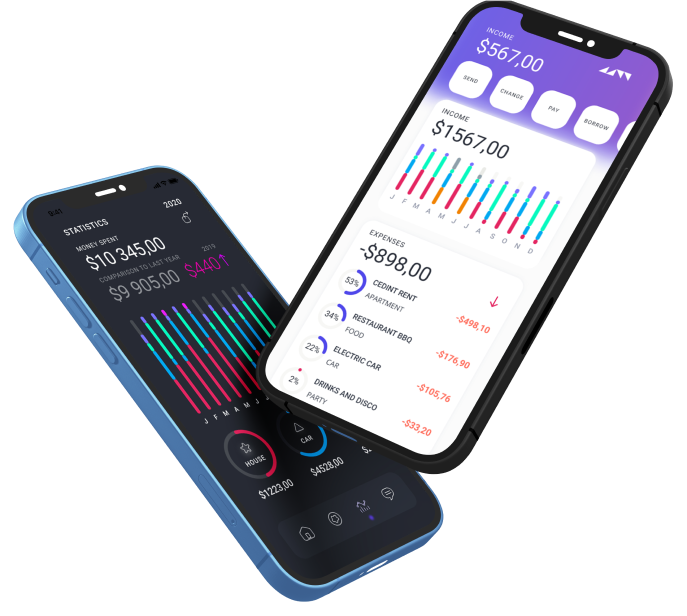 INCOME
$567,00
SEND
CHANGE
PAY
BORROW
INCOME
$1567,00
J F M A M J J A S O N D
EXPENSES
-$898,00
53%
CEDINT RENT
APARTMENT
-$498,10
34%
RESTAURANT BBQ
FOOD
-$176,90
22%
ELECTRIC CAR
CAR
-$105,76
2%
DRINKS AND DISCO
PARTY
-$33,20
9:41
STATISTICS
2020
MONEY SPENT
$10 345,00
COMPARISON TO LAST YEAR
2019
$9 905,00
$440↑
J F M A M J
HOUSE
CAR
$1223,00
$4528,00